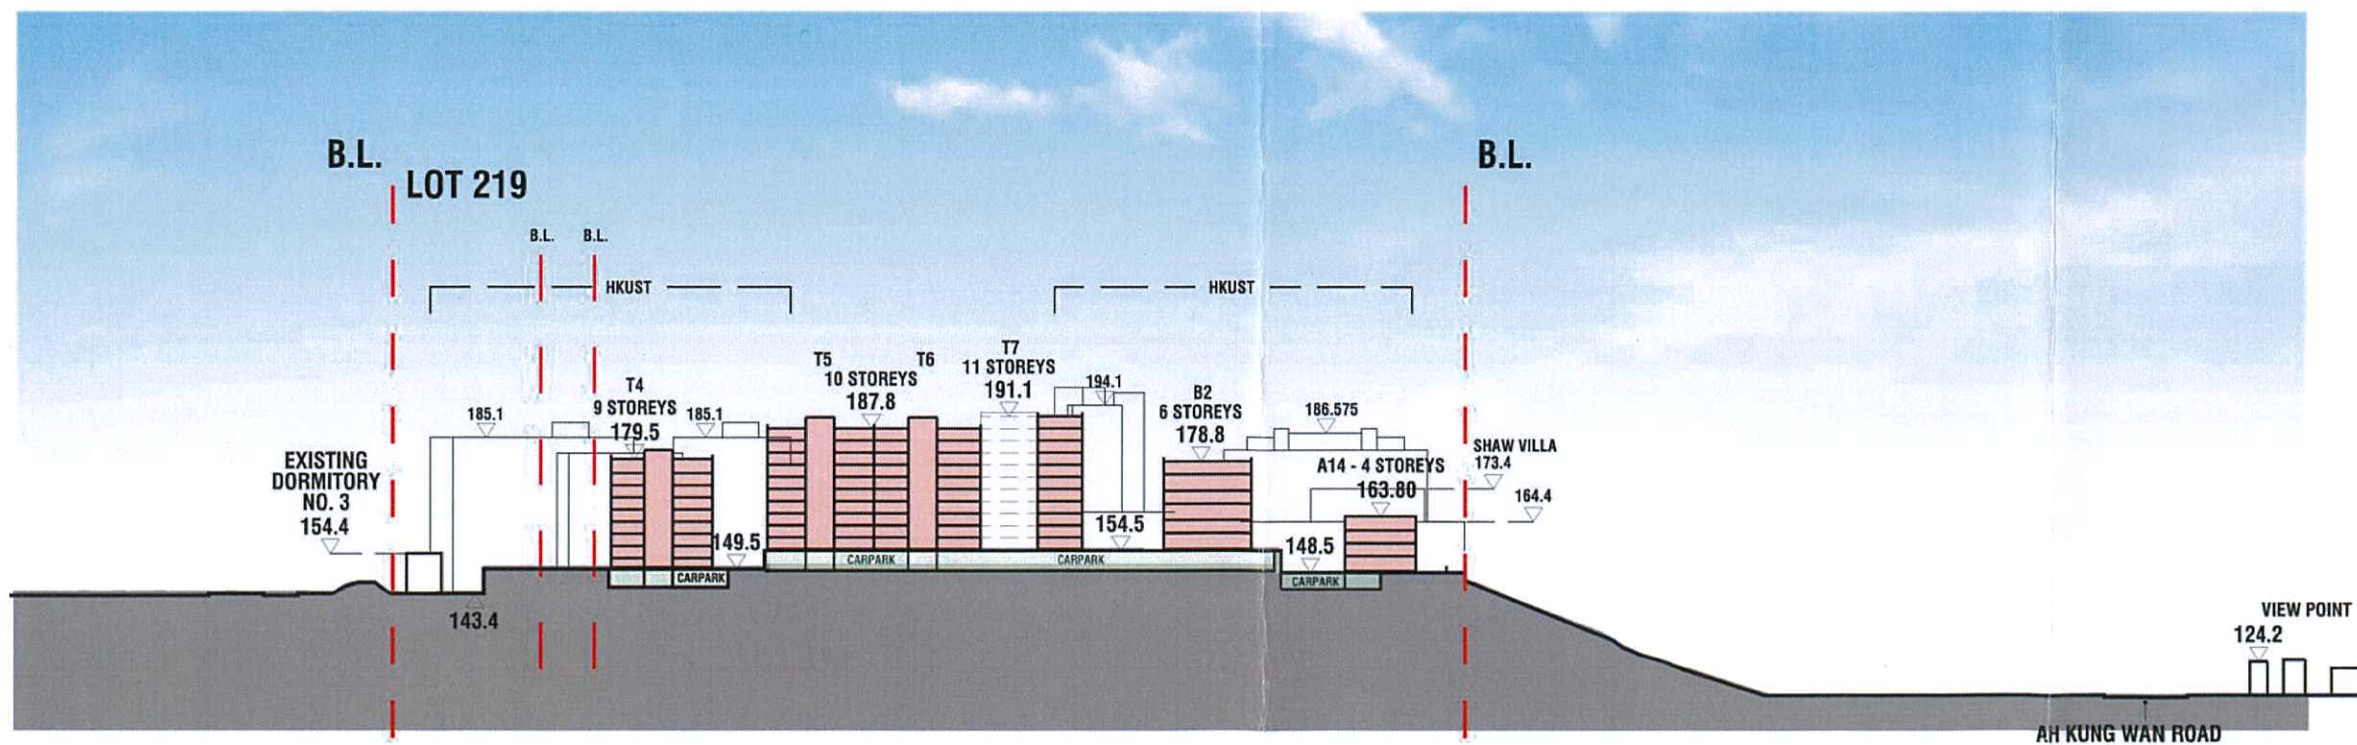 B.L.
B.L.
LOT 219
B.L. B.L.
HKUST
HKUST
T7
11 STOREYS
191.1
T5
T6
10 STOREYS
187.8
T4
9 STOREYS
179.5
185.1
185.1
194.1
B2
6 STOREYS
178.8
186.575
SHAW VILLA
173.4
A14 - 4 STOREYS
163.80
164.4
EXISTING
DORMITORY
NO. 3
154.4
154.5
149.5
148.5
CARPARK
CARPARK
CARPARK
CARPARK
143.4
VIEW POINT
124.2
AH KUNG WAN ROAD